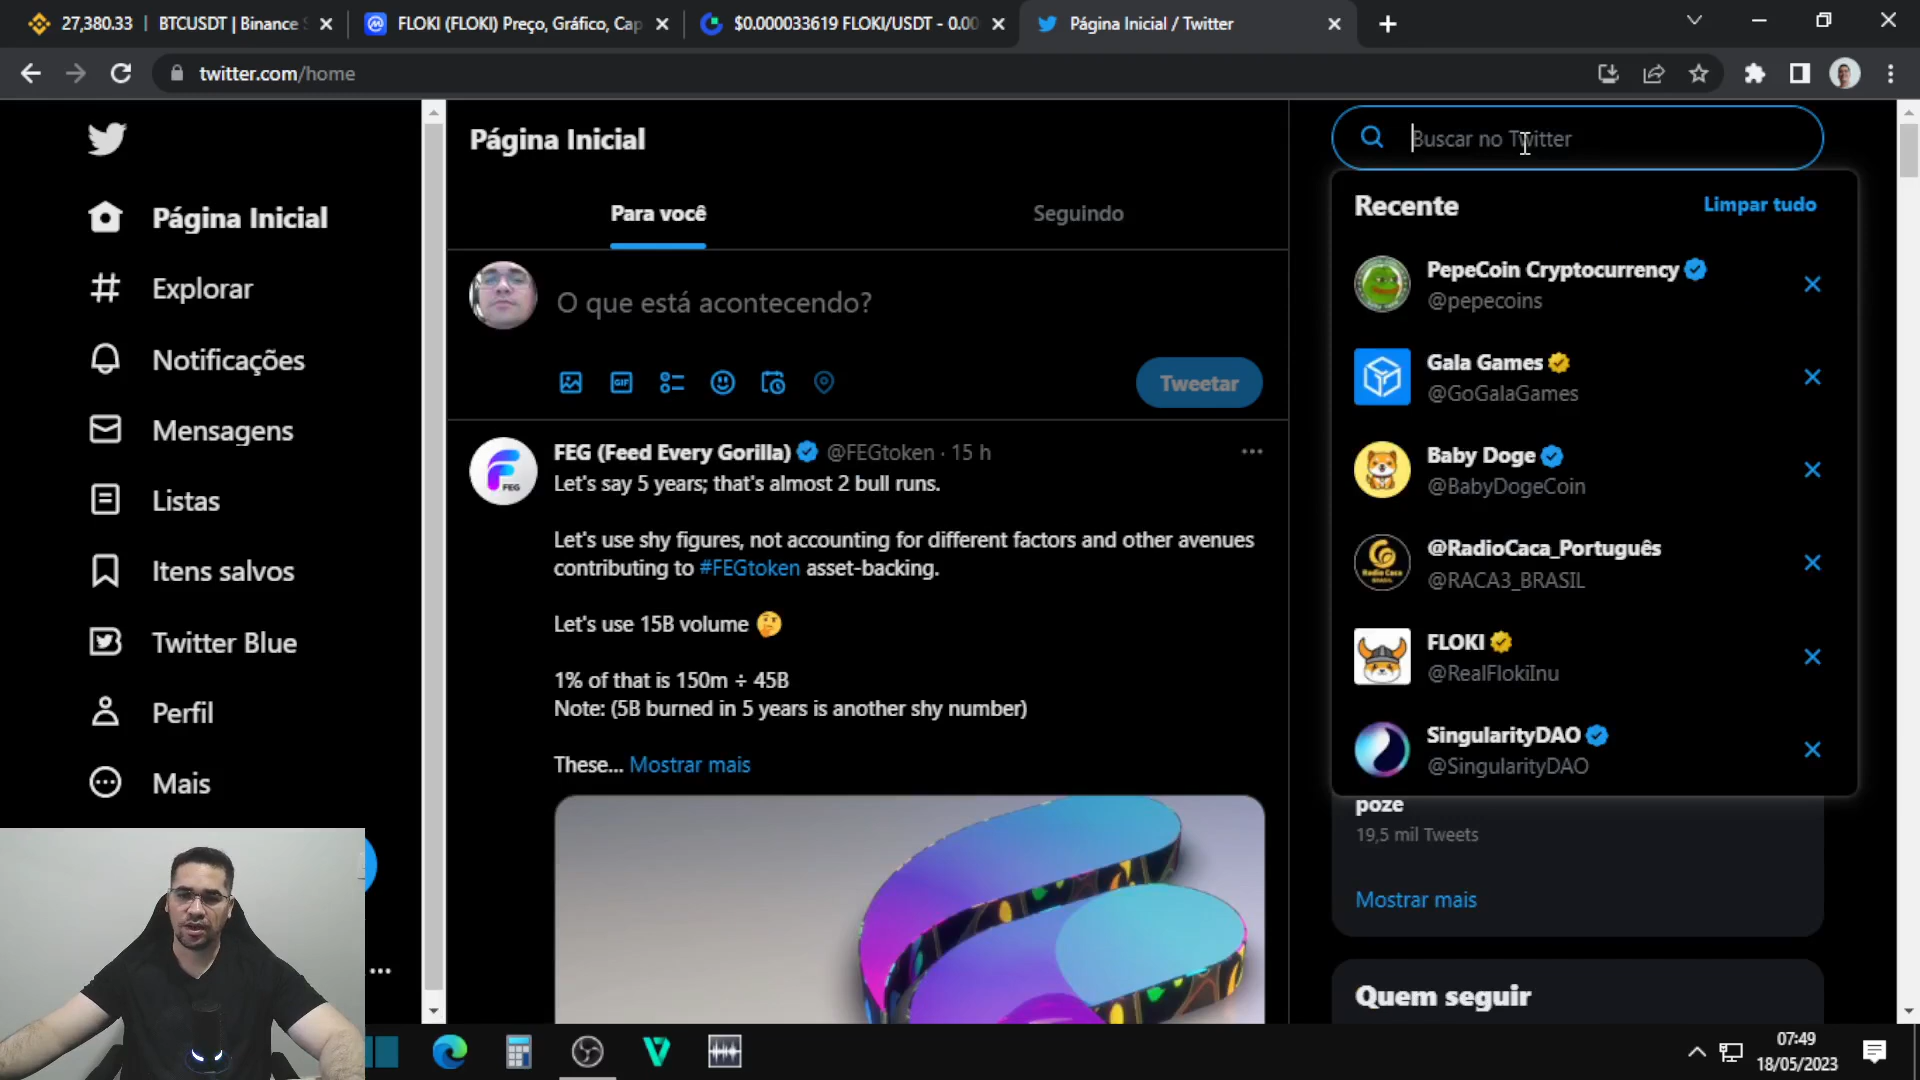 27,380.33 | BTCUSDT | Binance S
FLOKI (FLOKI) Preço, Gráfico, Cap
$0.000033619 FLOKI/USDT - 0.00
Página Inicial / Twitter
twitter.com/home
Página Inicial
Explorar
Notificações
Mensagens
Listas
Itens salvos
Twitter Blue
Perfil
Mais
Página Inicial
Para você
Seguindo
O que está acontecendo?
GIF
Tweetar
FEG (Feed Every Gorilla) @FEGtoken · 15 h
Let's say 5 years; that's almost 2 bull runs.
Let's use shy figures, not accounting for different factors and other avenues
contributing to #FEGtoken asset-backing.
Let's use 15B volume 🤔
1% of that is 150m ÷ 45B
Note: (5B burned in 5 years is another shy number)
These... Mostrar mais
FEG
Buscar no Twitter
Recente
Limpar tudo
PepeCoin Cryptocurrency
@pepecoins
Gala Games
@GoGalaGames
Baby Doge
@BabyDogeCoin
@RadioCaca_Português
@RACA3_BRASIL
Radio Caca
BRASIL
FLOKI
@RealFlokiInu
SingularityDAO
@SingularityDAO
poze
19,5 mil Tweets
Mostrar mais
Quem seguir
07:49
18/05/2023